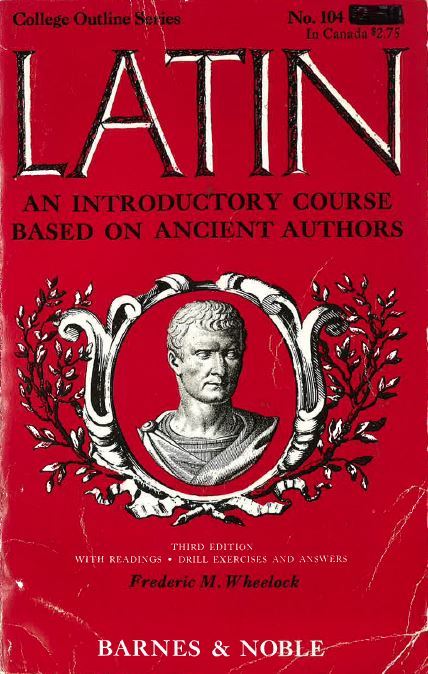 College Outline Series
No. 104
In Canada $2.75
LATIN
AN INTRODUCTORY COURSE
BASED ON ANCIENT AUTHORS
THIRD EDITION
WITH READINGS • DRILL EXERCISES AND ANSWERS
Frederic M. Wheelock
BARNES & NOBLE